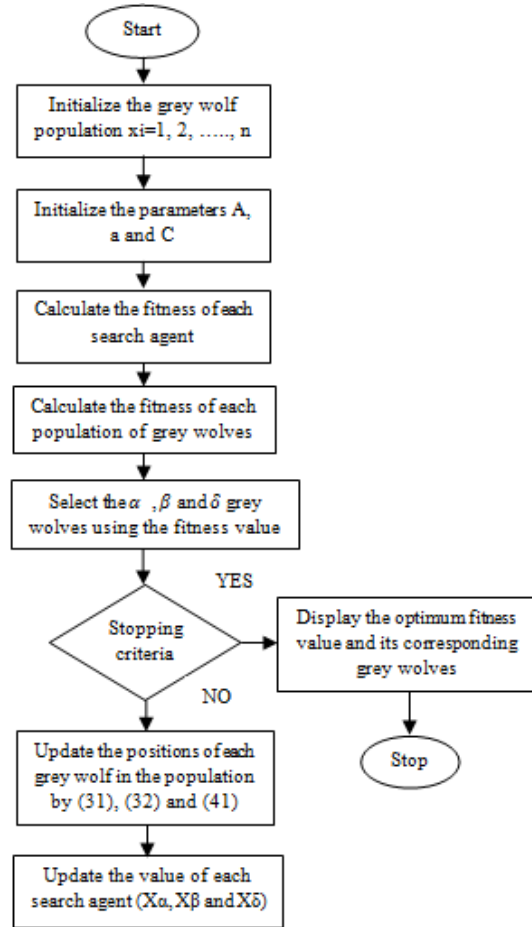 Start
Initialize the grey wolf
population xi=1, 2, ....., n
Initialize the parameters A,
a and C
Calculate the fitness of each
search agent
Calculate the fitness of each
population of grey wolves
Select the α , β and δ grey
wolves using the fitness value
YES
Stopping
criteria
Display the optimum fitness
value and its corresponding
grey wolves
NO
Stop
Update the positions of each
grey wolf in the population
by (31), (32) and (41)
Update the value of each
search agent (Xα, Xβ and Xδ)